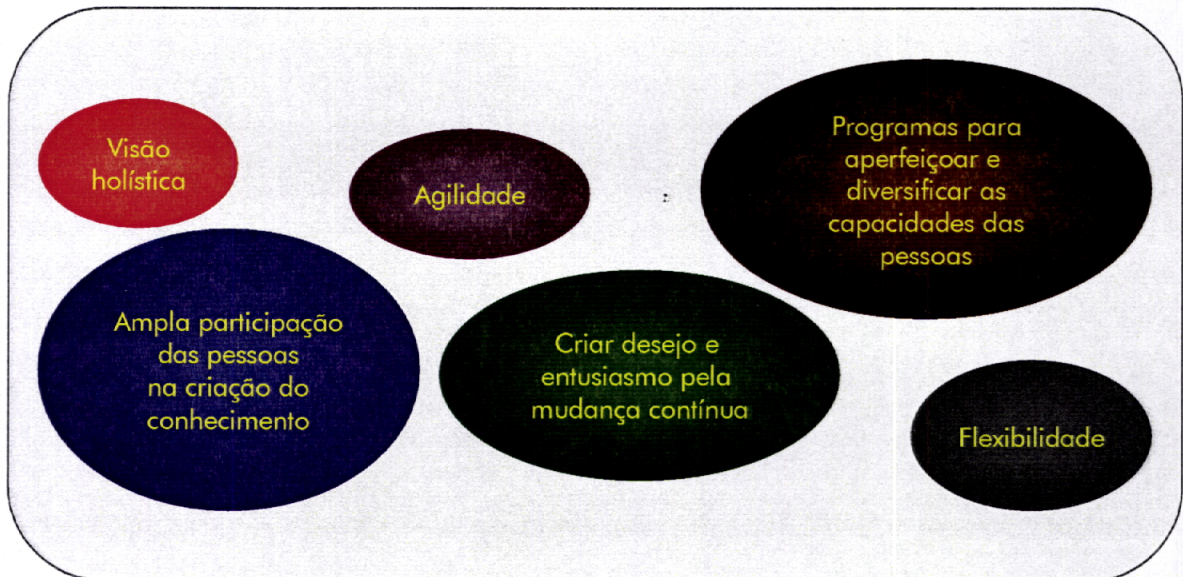 Visão
holística
Agilidade
Programas para
aperfeiçoar e
diversificar as
capacidades das
pessoas
Ampla participação
das pessoas
na criação do
conhecimento
Criar desejo e
entusiasmo pela
mudança contínua
Flexibilidade